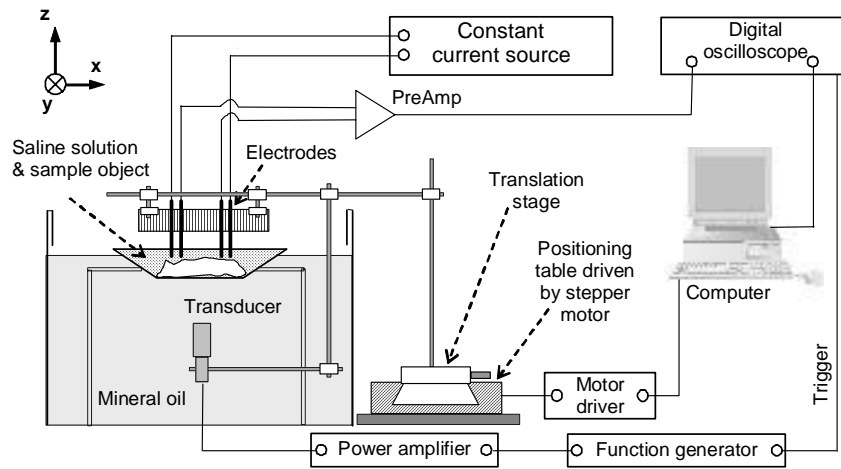 z
x
y
Constant
current source
Digital
oscilloscope
PreAmp
Saline solution
& sample object
Electrodes
Translation
stage
Positioning
table driven
by stepper
motor
Computer
Transducer
Mineral oil
Motor
driver
Trigger
Power amplifier
Function generator